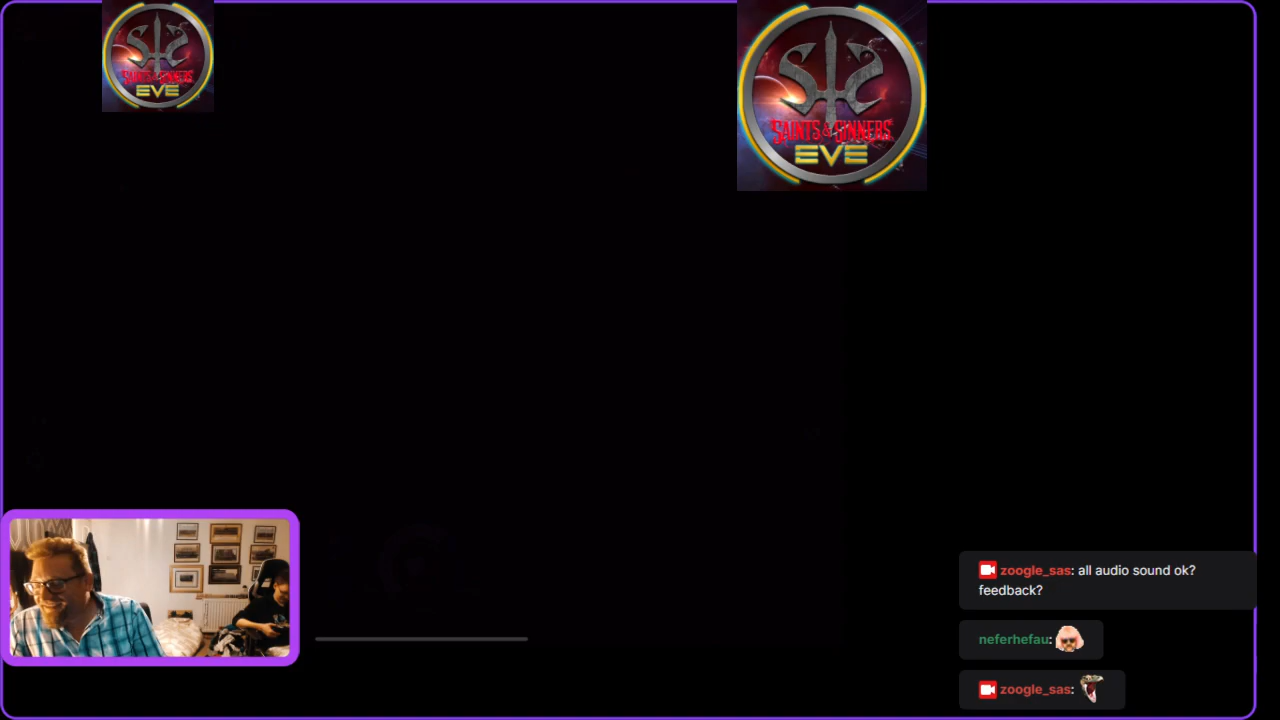 SAINTS & SINNERS
EVE
SAINTS & SINNERS
EVE
zoogle_sas: all audio sound ok?
feedback?
neferhefau:
zoogle_sas: